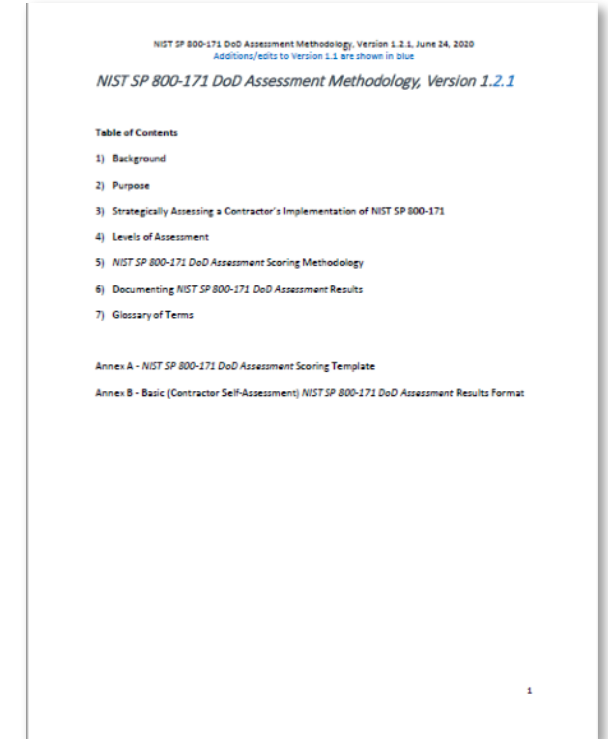 NIST SP 800-171 DoD Assessment Methodology, Version 1.2.1, June 24, 2020
Additions/edits to Version 1.1 are shown in blue
NIST SP 800-171 DoD Assessment Methodology, Version 1.2.1
Table of Contents
1) Background
2) Purpose
3) Strategically Assessing a Contractor's Implementation of NIST SP 800-171
4) Levels of Assessment
5) NIST SP 800-171 DoD Assessment Scoring Methodology
6) Documenting NIST SP 800-171 DoD Assessment Results
7) Glossary of Terms
Annex A - NIST SP 800-171 DoD Assessment Scoring Template
Annex B - Basic (Contractor Self-Assessment) NIST SP 800-171 DoD Assessment Results Format
1